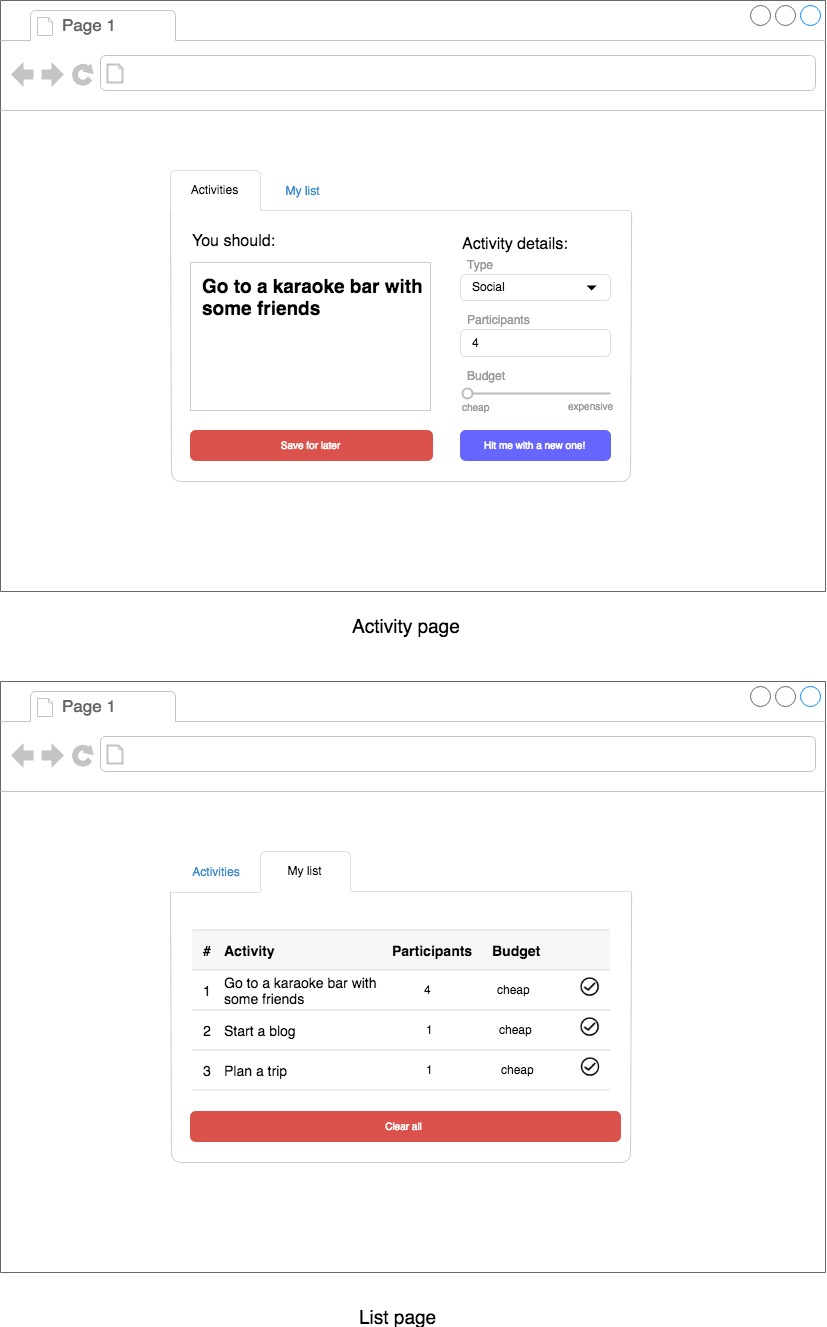 Page 1
Activities
My list
You should:
Go to a karaoke bar with
some friends
Save for later
Activity details:
Type
Social
Participants
4
Budget
cheap
expensive
Hit me with a new one!
Activity page
Page 1
Activities
My list
# Activity Participants Budget
1 Go to a karaoke bar with
some friends 4 cheap
2 Start a blog 1 cheap
3 Plan a trip 1 cheap
Clear all
List page